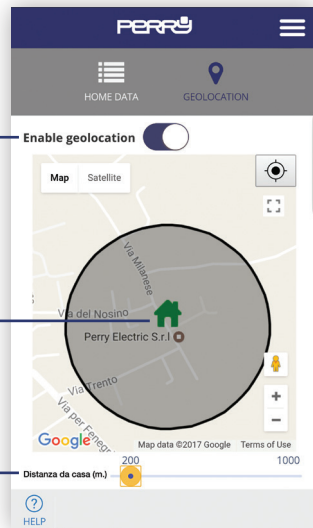 PERRY
HOME DATA
GEOLOCATION
Enable geolocation
Map
Satellite
Via Milanese
Via del Nosino
Perry Electric S.r.l
Via Trento
Via per Fenegr
Google
Map data ©2017 Google
Terms of Use
200
1000
Distanza da casa (m.)
?
HELP